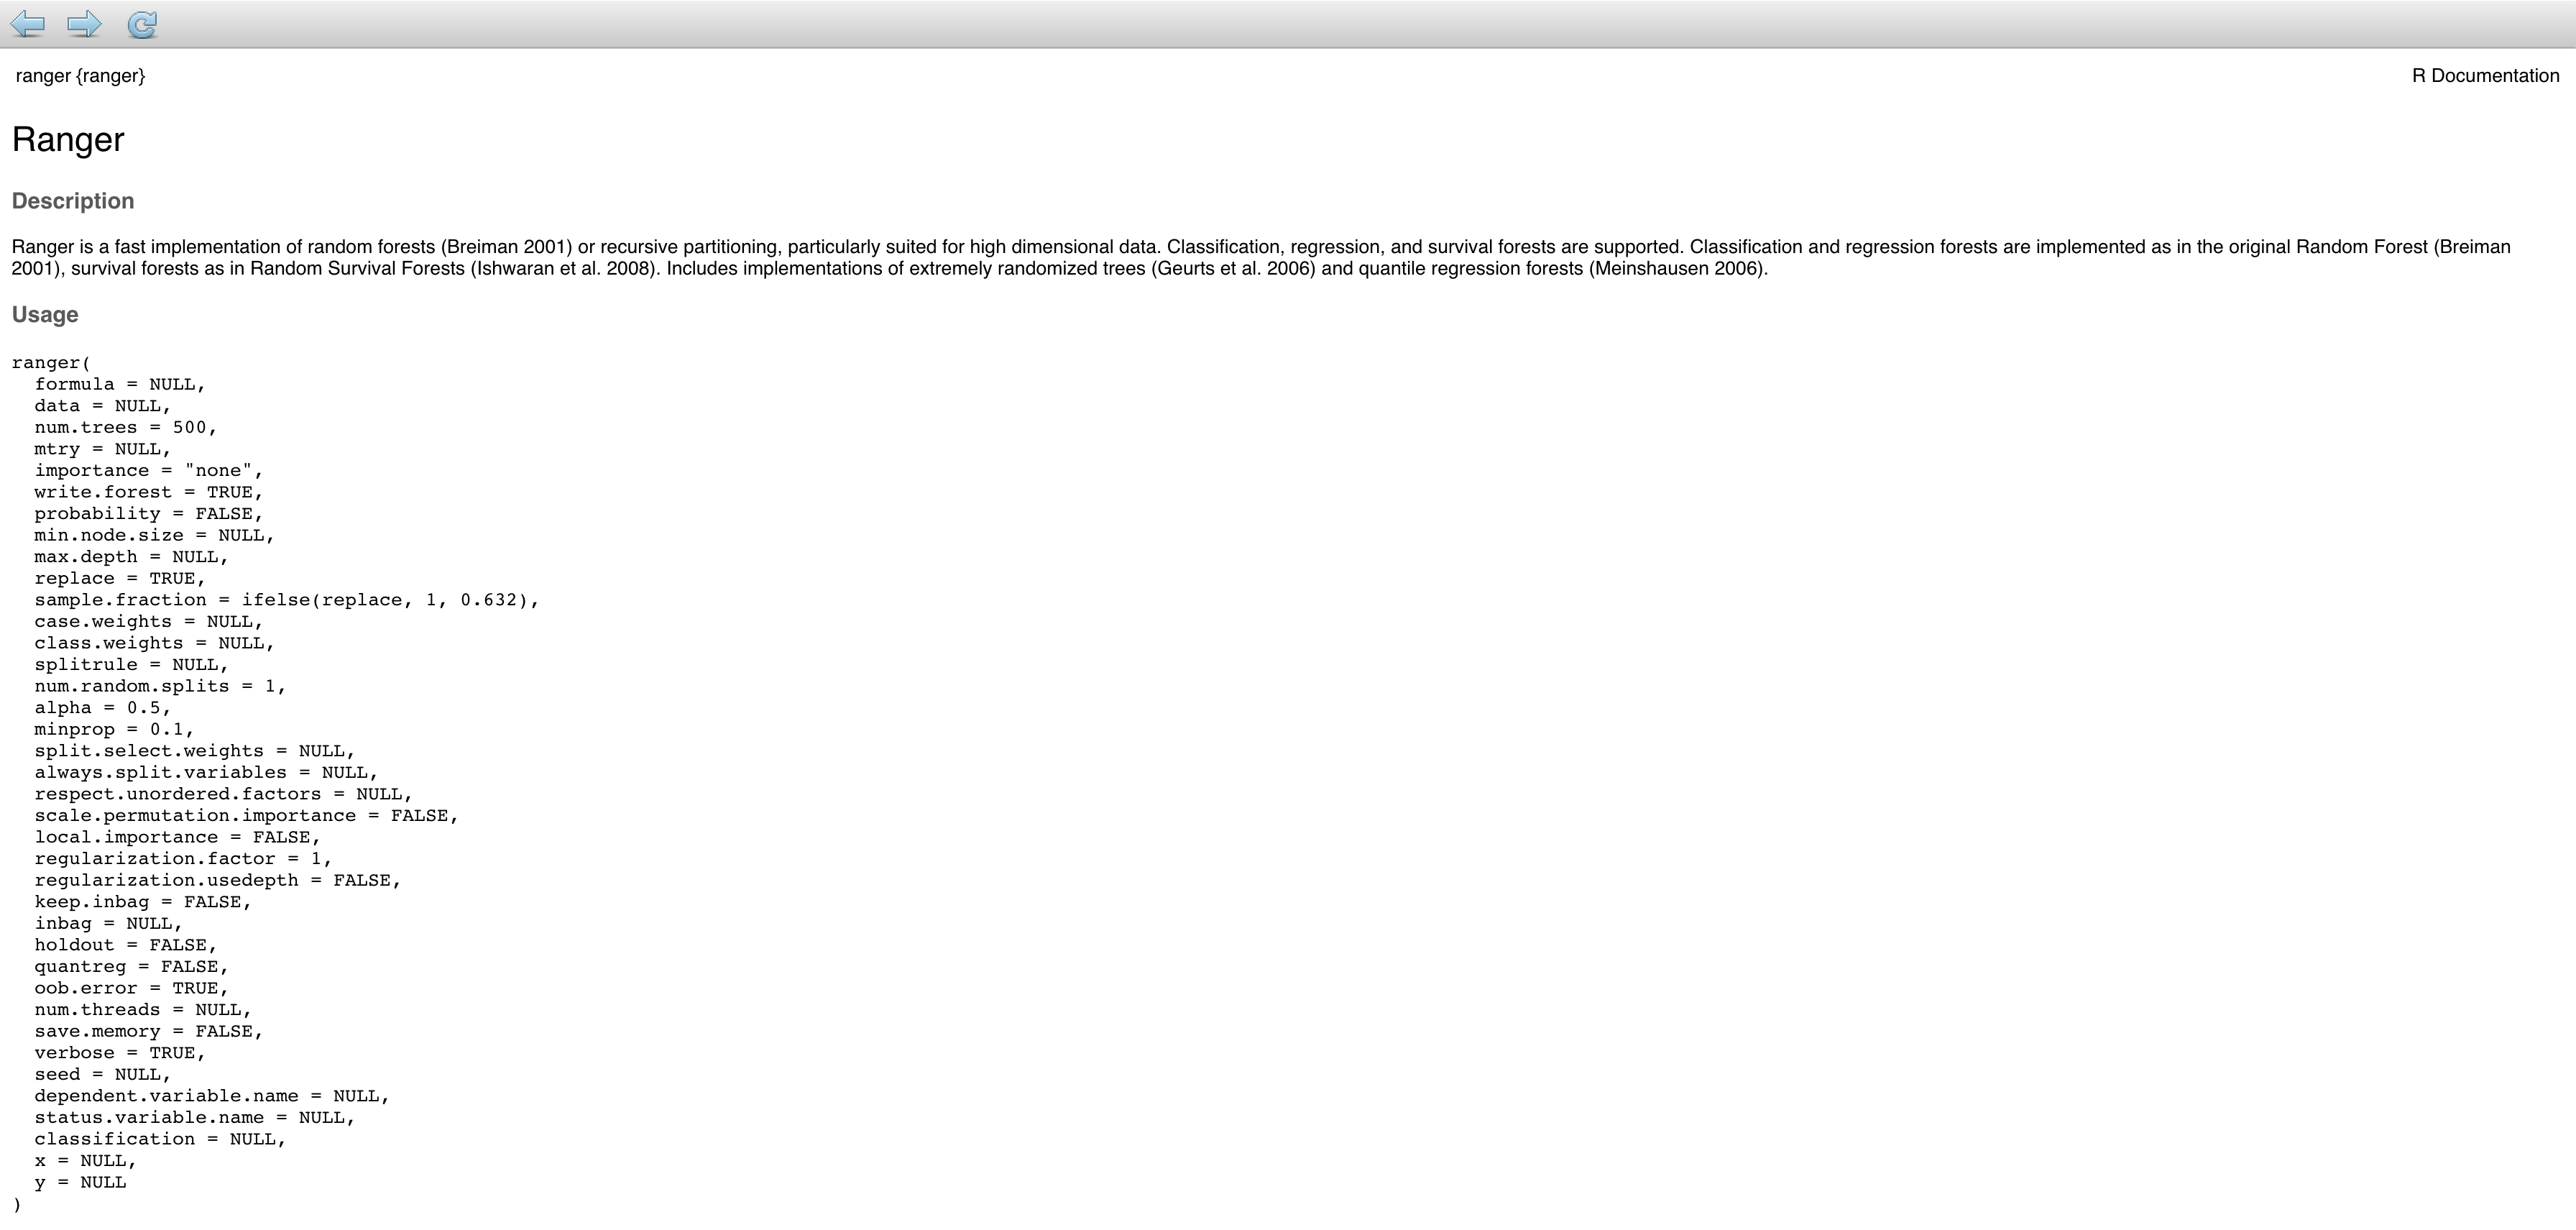 ranger {ranger}
R Documentation
Ranger
Description
Ranger is a fast implementation of random forests (Breiman 2001) or recursive partitioning, particularly suited for high dimensional data. Classification, regression, and survival forests are supported. Classification and regression forests are implemented as in the original Random Forest (Breiman
2001), survival forests as in Random Survival Forests (Ishwaran et al. 2008). Includes implementations of extremely randomized trees (Geurts et al. 2006) and quantile regression forests (Meinshausen 2006).
Usage
ranger(
  formula = NULL,
  data = NULL,
  num.trees = 500,
  mtry = NULL,
  importance = "none",
  write.forest = TRUE,
  probability = FALSE,
  min.node.size = NULL,
  max.depth = NULL,
  replace = TRUE,
  sample.fraction = ifelse(replace, 1, 0.632),
  case.weights = NULL,
  class.weights = NULL,
  splitrule = NULL,
  num.random.splits = 1,
  alpha = 0.5,
  minprop = 0.1,
  split.select.weights = NULL,
  always.split.variables = NULL,
  respect.unordered.factors = NULL,
  scale.permutation.importance = FALSE,
  local.importance = FALSE,
  regularization.factor = 1,
  regularization.usedepth = FALSE,
  keep.inbag = FALSE,
  inbag = NULL,
  holdout = FALSE,
  quantreg = FALSE,
  oob.error = TRUE,
  num.threads = NULL,
  save.memory = FALSE,
  verbose = TRUE,
  seed = NULL,
  dependent.variable.name = NULL,
  status.variable.name = NULL,
  classification = NULL,
  x = NULL,
  y = NULL
)